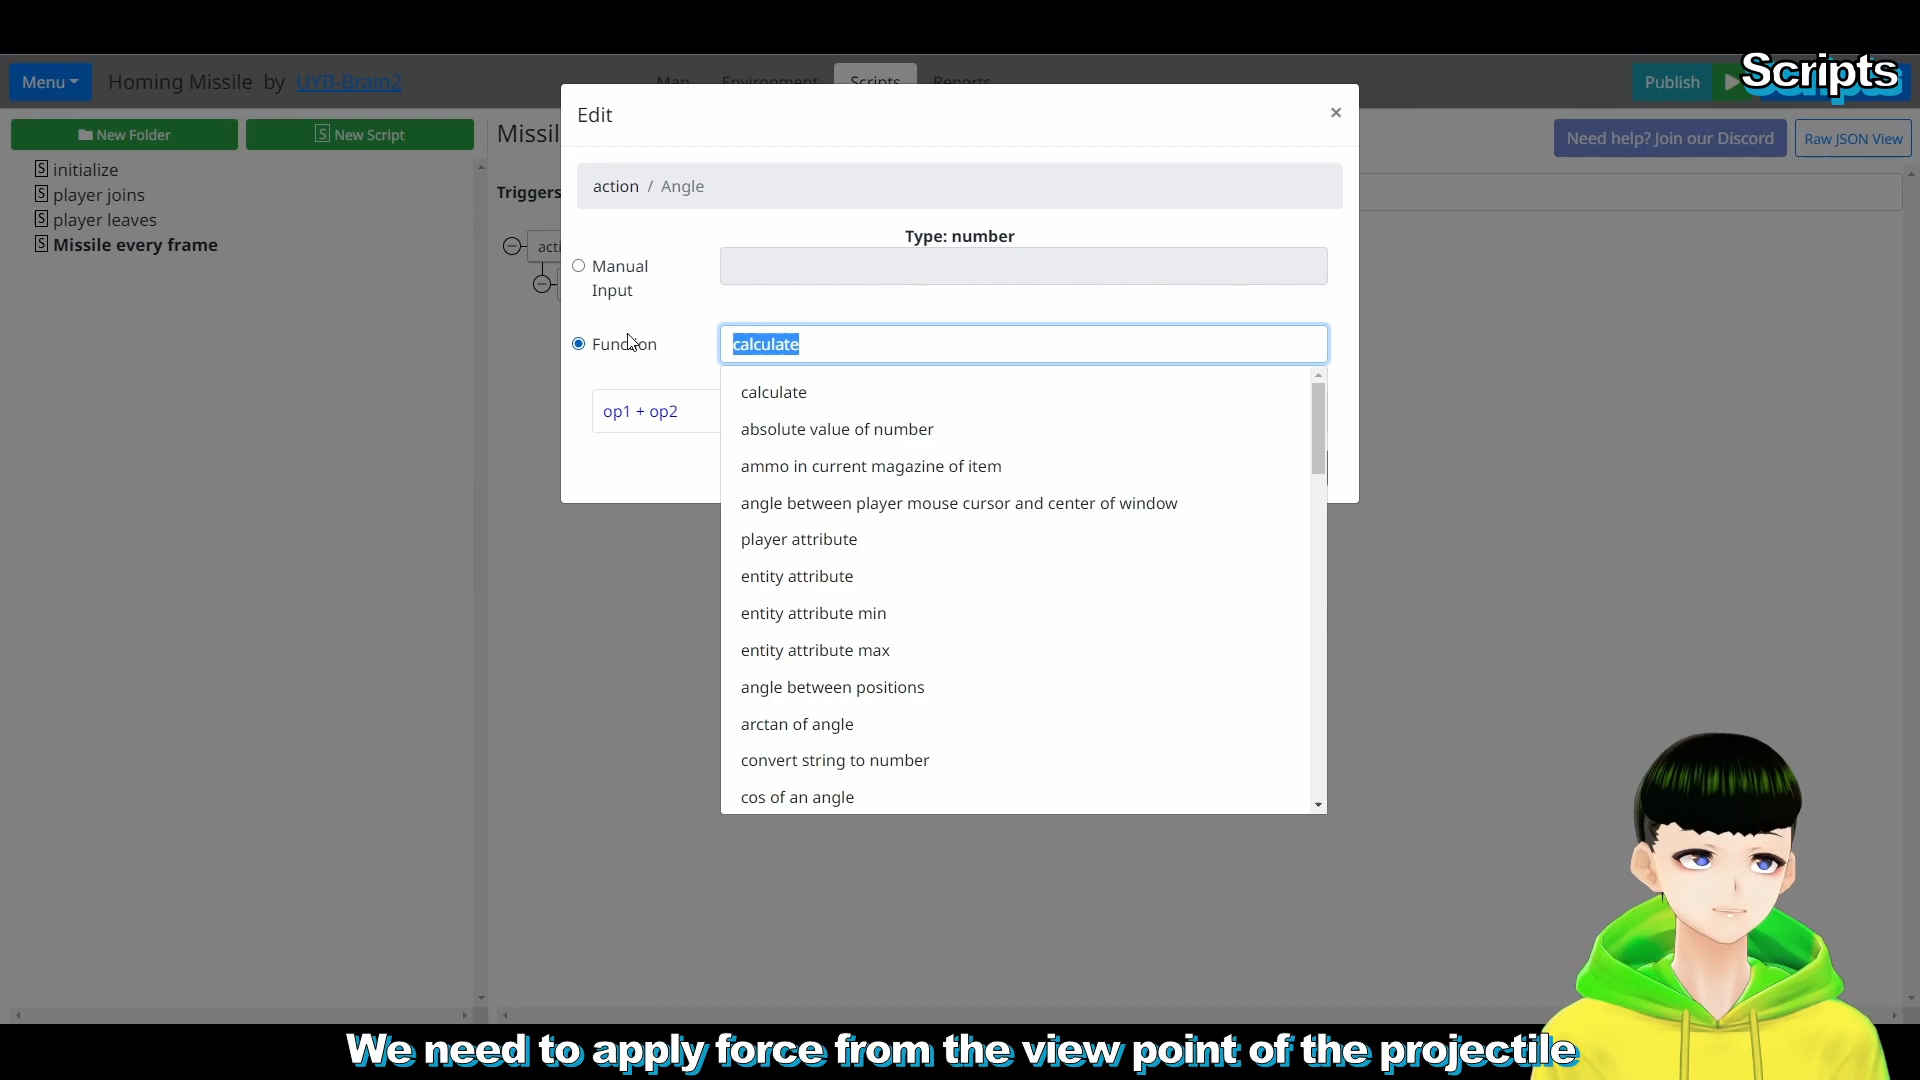 Menu
Homing Missile by UYB-Brain2
Map
Environment
Scripts
Reports
Publish
Scripts
New Folder
S New Script
S initialize
S player joins
S player leaves
S Missile every frame
Missil
Need help? Join our Discord
Raw JSON View
Triggers
acti
Edit
×
action / Angle
Type: number
Manual
Input
Function
calculate
op1 + op2
calculate
absolute value of number
ammo in current magazine of item
angle between player mouse cursor and center of window
player attribute
entity attribute
entity attribute min
entity attribute max
angle between positions
arctan of angle
convert string to number
cos of an angle
We need to apply force from the view point of the projectile